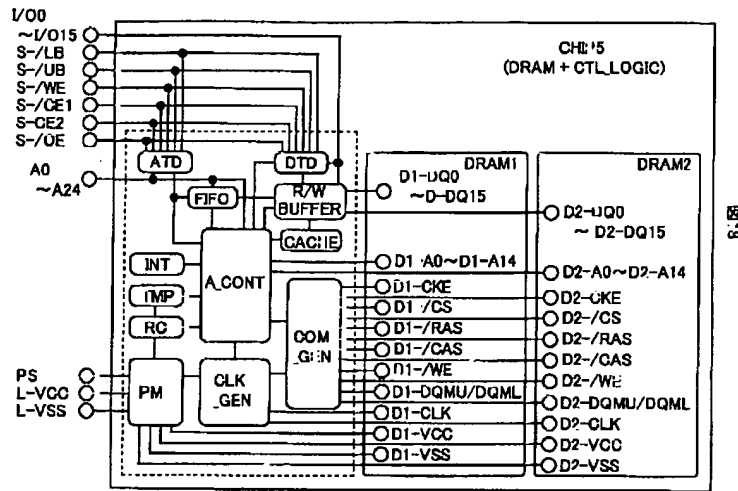 I/O0
~I/O15
S-/LB
S-/UB
S-/WE
S-/CE1
S-CE2
S-/OE
A0
~A24
PS
L-VCC
L-VSS
(DRAM + CTL_LOGIC)
ATD
DTD
FIFO
R/W
BUFFER
CACHE
INT
A_CONT
TMP
RC
COM
_GEN
PM
CLK
_GEN
DRAM1
D1-DQ0
~D-DQ15
D1-A0~D1-A14
D1-CKE
D1-/CS
D1-/RAS
D1-/CAS
D1-/WE
D1-DQMU/DQML
D1-CLK
D1-VCC
D1-VSS
DRAM2
D2-DQ0
~ D2-DQ15
D2-A0~D2-A14
D2-CKE
D2-/CS
D2-/RAS
D2-/CAS
D2-/WE
D2-DQMU/DQML
D2-CLK
D2-VCC
D2-VSS